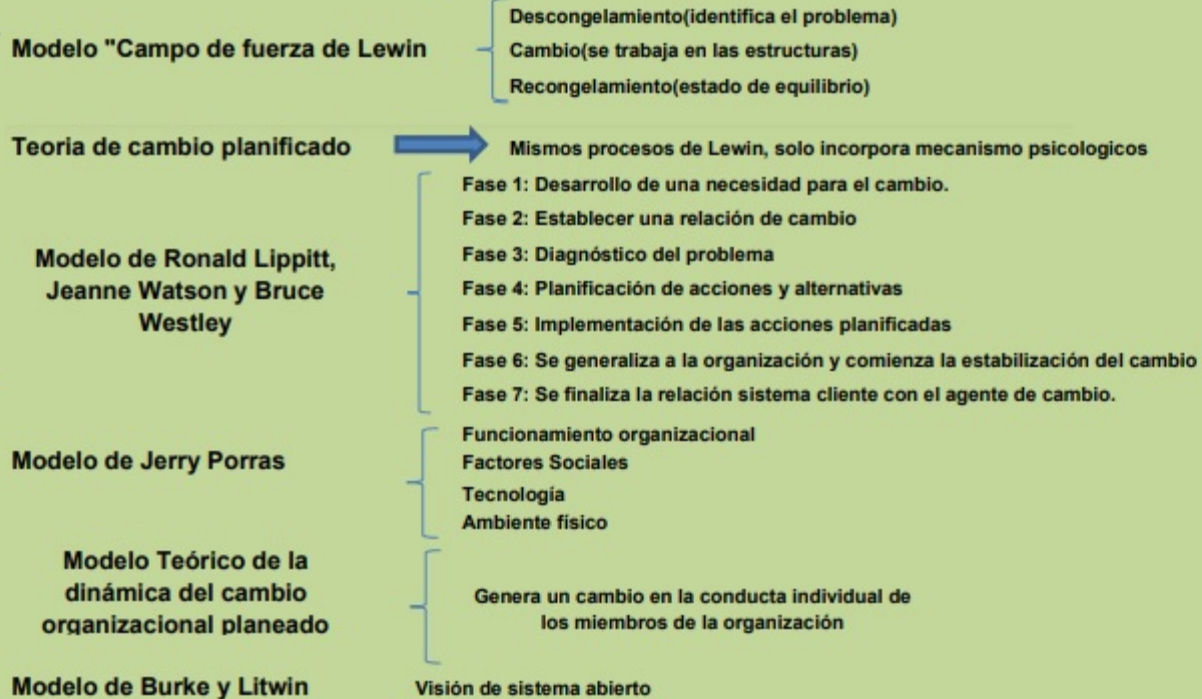 Modelo "Campo de fuerza de Lewin
Descongelamiento(identifica el problema)
Cambio(se trabaja en las estructuras)
Recongelamiento(estado de equilibrio)
Teoria de cambio planificado
Mismos procesos de Lewin, solo incorpora mecanismo psicologicos
Modelo de Ronald Lippitt,
Jeanne Watson y Bruce
Westley
Fase 1: Desarrollo de una necesidad para el cambio.
Fase 2: Establecer una relación de cambio
Fase 3: Diagnóstico del problema
Fase 4: Planificación de acciones y alternativas
Fase 5: Implementación de las acciones planificadas
Fase 6: Se generaliza a la organización y comienza la estabilización del cambio
Fase 7: Se finaliza la relación sistema cliente con el agente de cambio.
Modelo de Jerry Porras
Funcionamiento organizacional
Factores Sociales
Tecnología
Ambiente físico
Modelo Teórico de la
dinámica del cambio
organizacional planeado
Genera un cambio en la conducta individual de
los miembros de la organización
Modelo de Burke y Litwin
Visión de sistema abierto